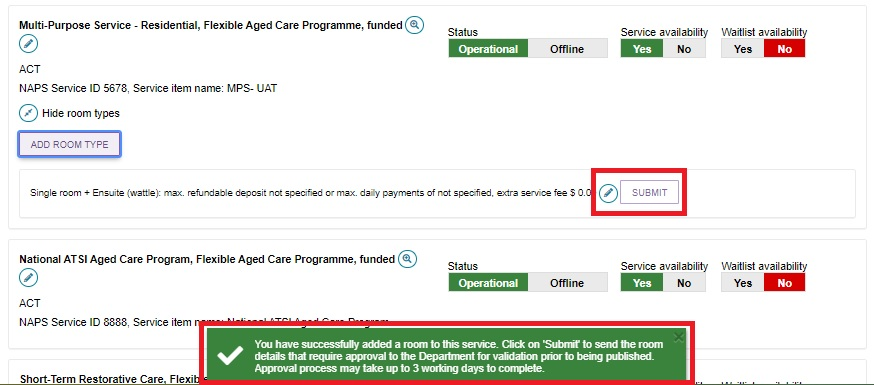 Multi-Purpose Service - Residential, Flexible Aged Care Programme, funded
Status
Service availability
Waitlist availability
Operational Offline
Yes No
Yes No
ACT
NAPS Service ID 5678, Service item name: MPS- UAT
Hide room types
ADD ROOM TYPE
Single room + Ensuite (wattle): max. refundable deposit not specified or max. daily payments of not specified, extra service fee $ 0.0
SUBMIT
National ATSI Aged Care Program, Flexible Aged Care Programme, funded
Status
Service availability
Waitlist availability
Operational Offline
Yes No
Yes No
ACT
NAPS Service ID 8888, Service item name: National ATSI Aged Care Program
You have successfully added a room to this service. Click on 'Submit' to send the room
details that require approval to the Department for validation prior to being published.
Approval process may take up to 3 working days to complete.
Short-Term Restorative Care,